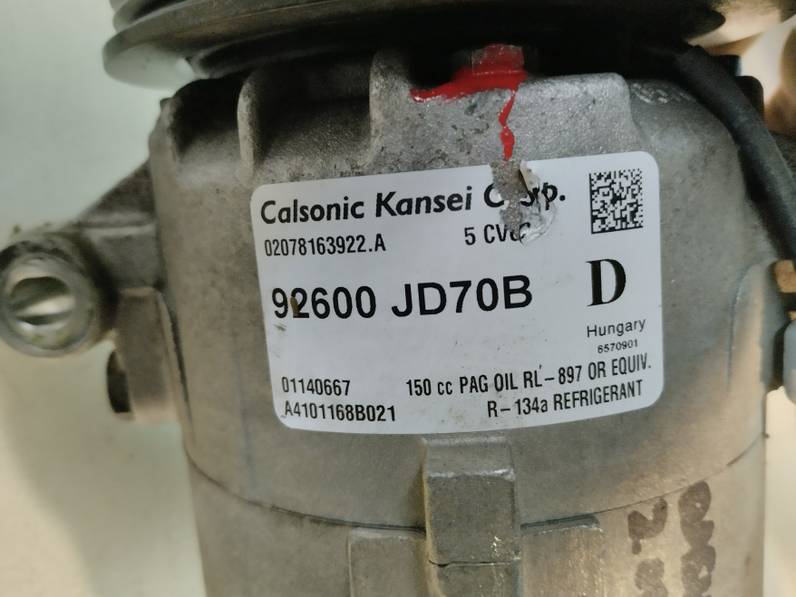 Calsonic Kansei
02078163922.A 5
92600 JD70B D
Hungary
6570901
01140667 150 cc PAG OIL RL-897 OR EQUIV.
A4101168B021 R-134a REFRIGERANT